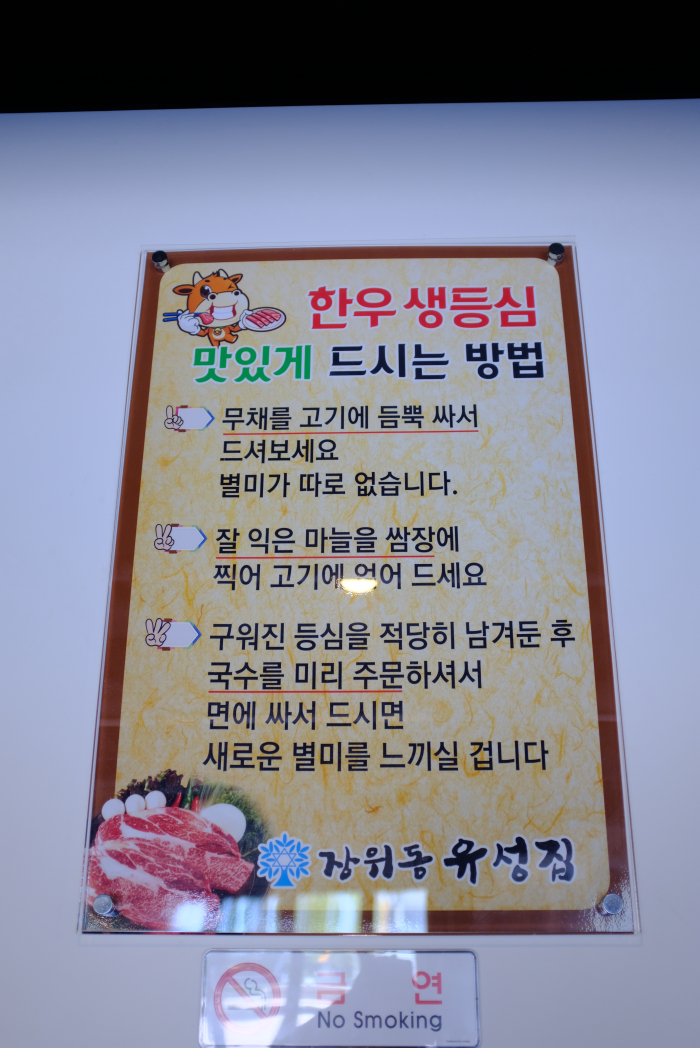 한우 생등심
맛있게 드시는 방법
무채를 고기에 듬뿍 싸서
드셔보세요
별미가 따로 없습니다.
잘 익은 마늘을 쌈장에
찍어 고기에 얹어 드세요
구워진 등심을 적당히 남겨둔 후
국수를 미리 주문하셔서
면에 싸서 드시면
새로운 별미를 느끼실 겁니다
장위동 유성집
금 연
No Smoking